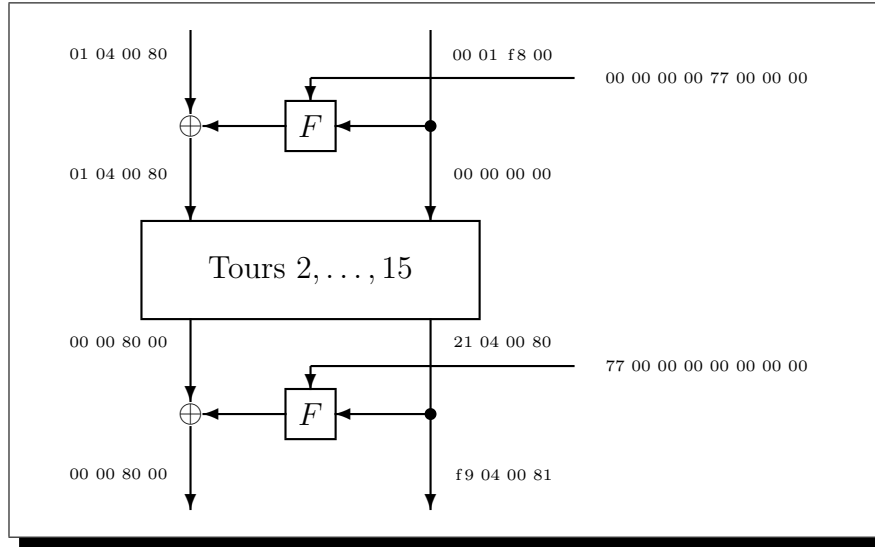 01 04 00 80
00 01 f8 00
00 00 00 00 77 00 00 00
F
01 04 00 80
00 00 00 00
Tours 2, . . . , 15
00 00 80 00
21 04 00 80
77 00 00 00 00 00 00 00
F
00 00 80 00
f9 04 00 81